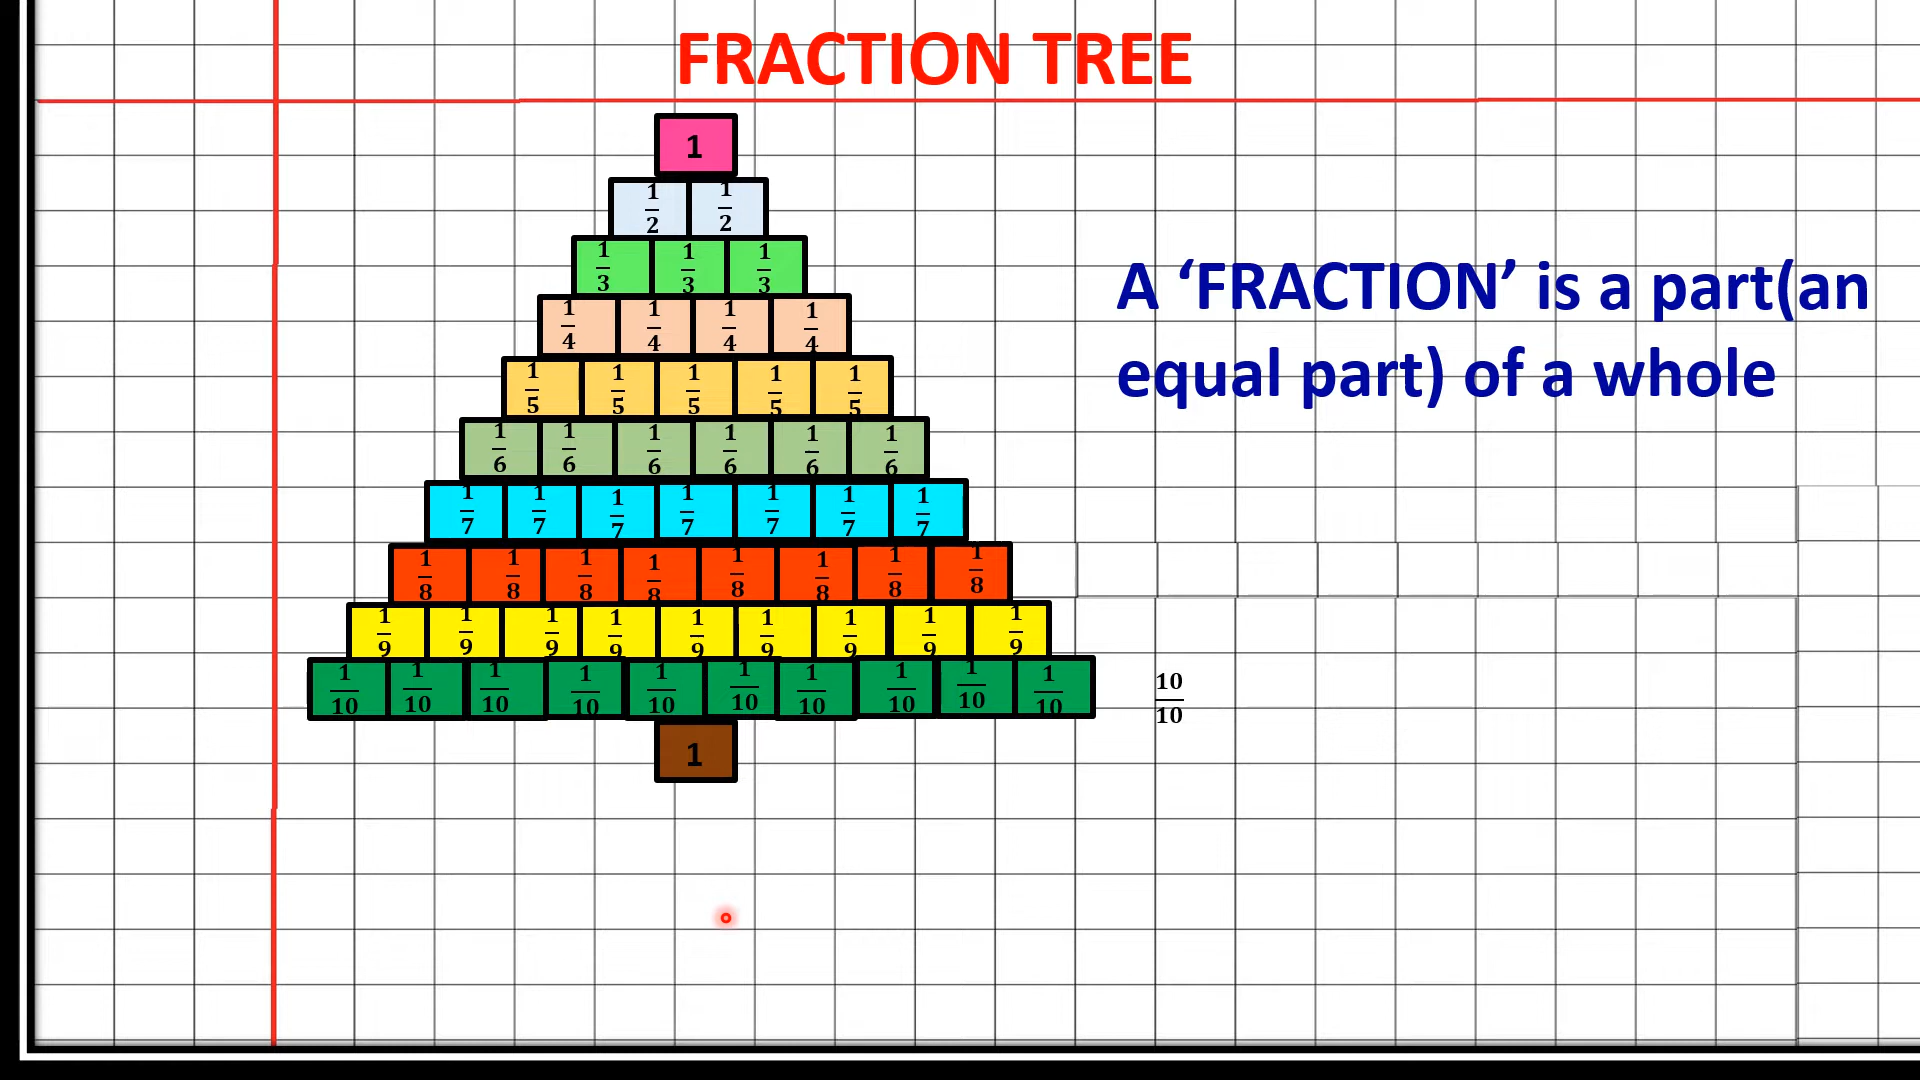 FRACTION TREE
1
1/2 1/2
1/3 1/3 1/3
A ‘FRACTION’ is a part(an
equal part) of a whole
1/4 1/4 1/4 1/4
1/5 1/5 1/5 1/5 1/5
1/6 1/6 1/6 1/6 1/6 1/6
1/7 1/7 1/7 1/7 1/7 1/7 1/7
1/8 1/8 1/8 1/8 1/8 1/8 1/8 1/8
1/9 1/9 1/9 1/9 1/9 1/9 1/9 1/9 1/9
1/10 1/10 1/10 1/10 1/10 1/10 1/10 1/10 1/10 1/10 10/10
1